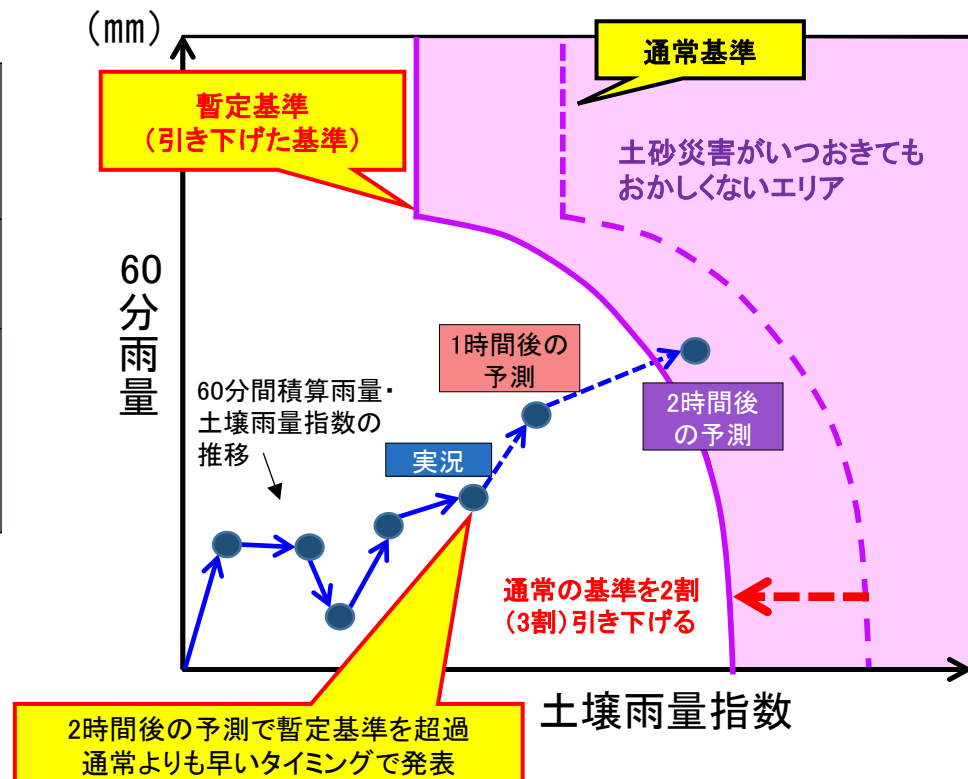 (mm)
通常基準
暫定基準
(引き下げた基準)
土砂災害がいつおきても
おかしくないエリア
60分雨量
1時間後の
予測
60分間積算雨量・
土壌雨量指数の
推移
2時間後
の予測
実況
通常の基準を2割
(3割)引き下げる
土壌雨量指数
2時間後の予測で暫定基準を超過
通常よりも早いタイミングで発表